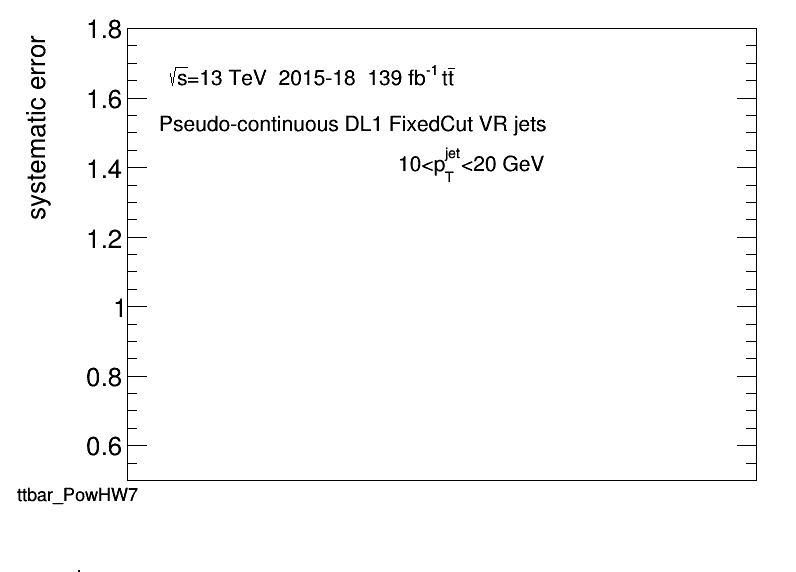 systematic error
1.8
√s=13 TeV 2015-18 139 fb⁻¹ tt̄
1.6
Pseudo-continuous DL1 FixedCut VR jets
10<p_T^jet<20 GeV
1.4
1.2
1
0.8
0.6
ttbar_PowHW7